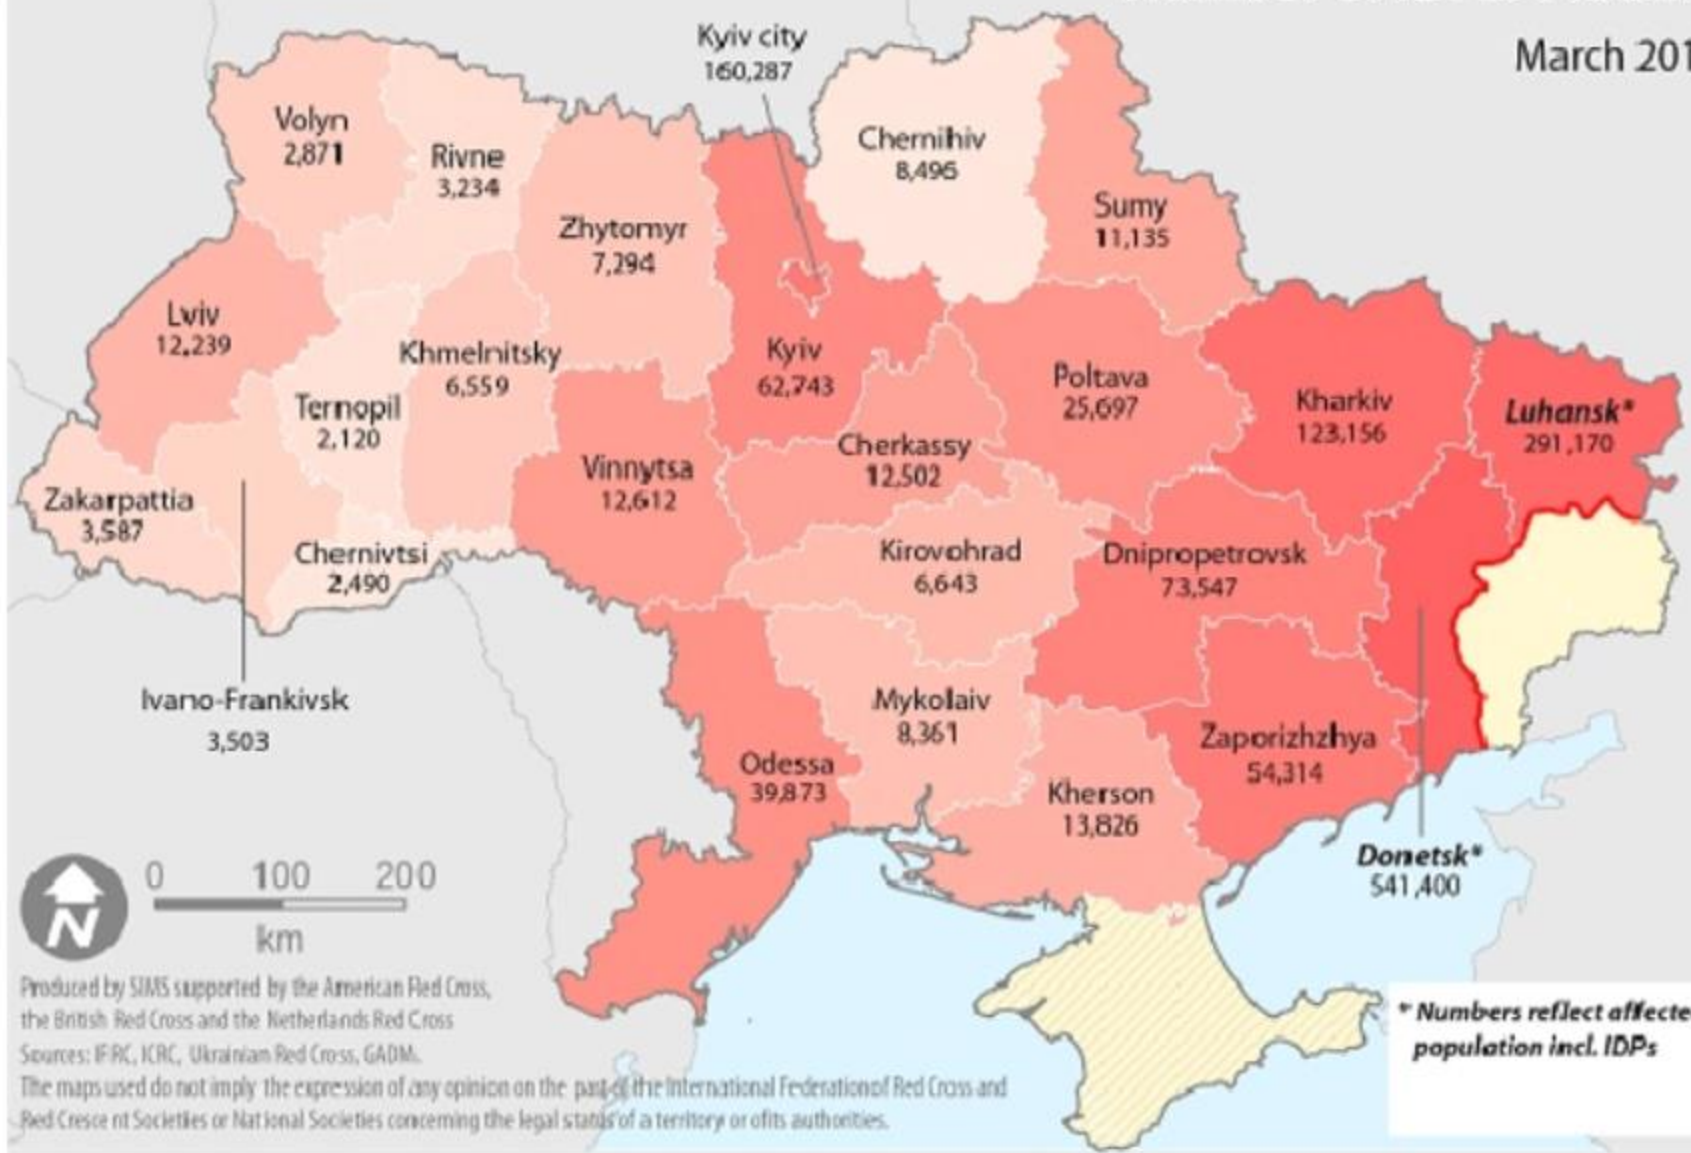 March 201
Kyiv city
160,287
Volyn
2,871
Rivne
3,234
Chernihiv
8,495
Sumy
11,135
Zhytomyr
7,294
Lviv
12,239
Khmelnitsky
6,559
Kyiv
62,743
Poltava
25,697
Kharkiv
123,156
Luhansk*
291,170
Ternopil
2,120
Cherkassy
12,502
Vinnytsa
12,612
Zakarpattia
3,587
Chernivtsi
2,490
Kirovohrad
6,643
Dnipropetrovsk
73,547
Ivano-Frankivsk
3,503
Mykolaiv
8,361
Zaporizhzhya
54,314
Odessa
39,873
Kherson
13,826
Donetsk*
541,400
0 100 200
km
N
Produced by SIMS supported by the American Red Cross,
the British Red Cross and the Netherlands Red Cross
Sources: IFRC, ICRC, Ukrainian Red Cross, GADM.
The maps used do not imply the expression of any opinion on the part of the International Federation of Red Cross and
Red Crescent Societies or National Societies concerning the legal status of a territory or of its authorities.
* Numbers reflect affecte
population incl. IDPs